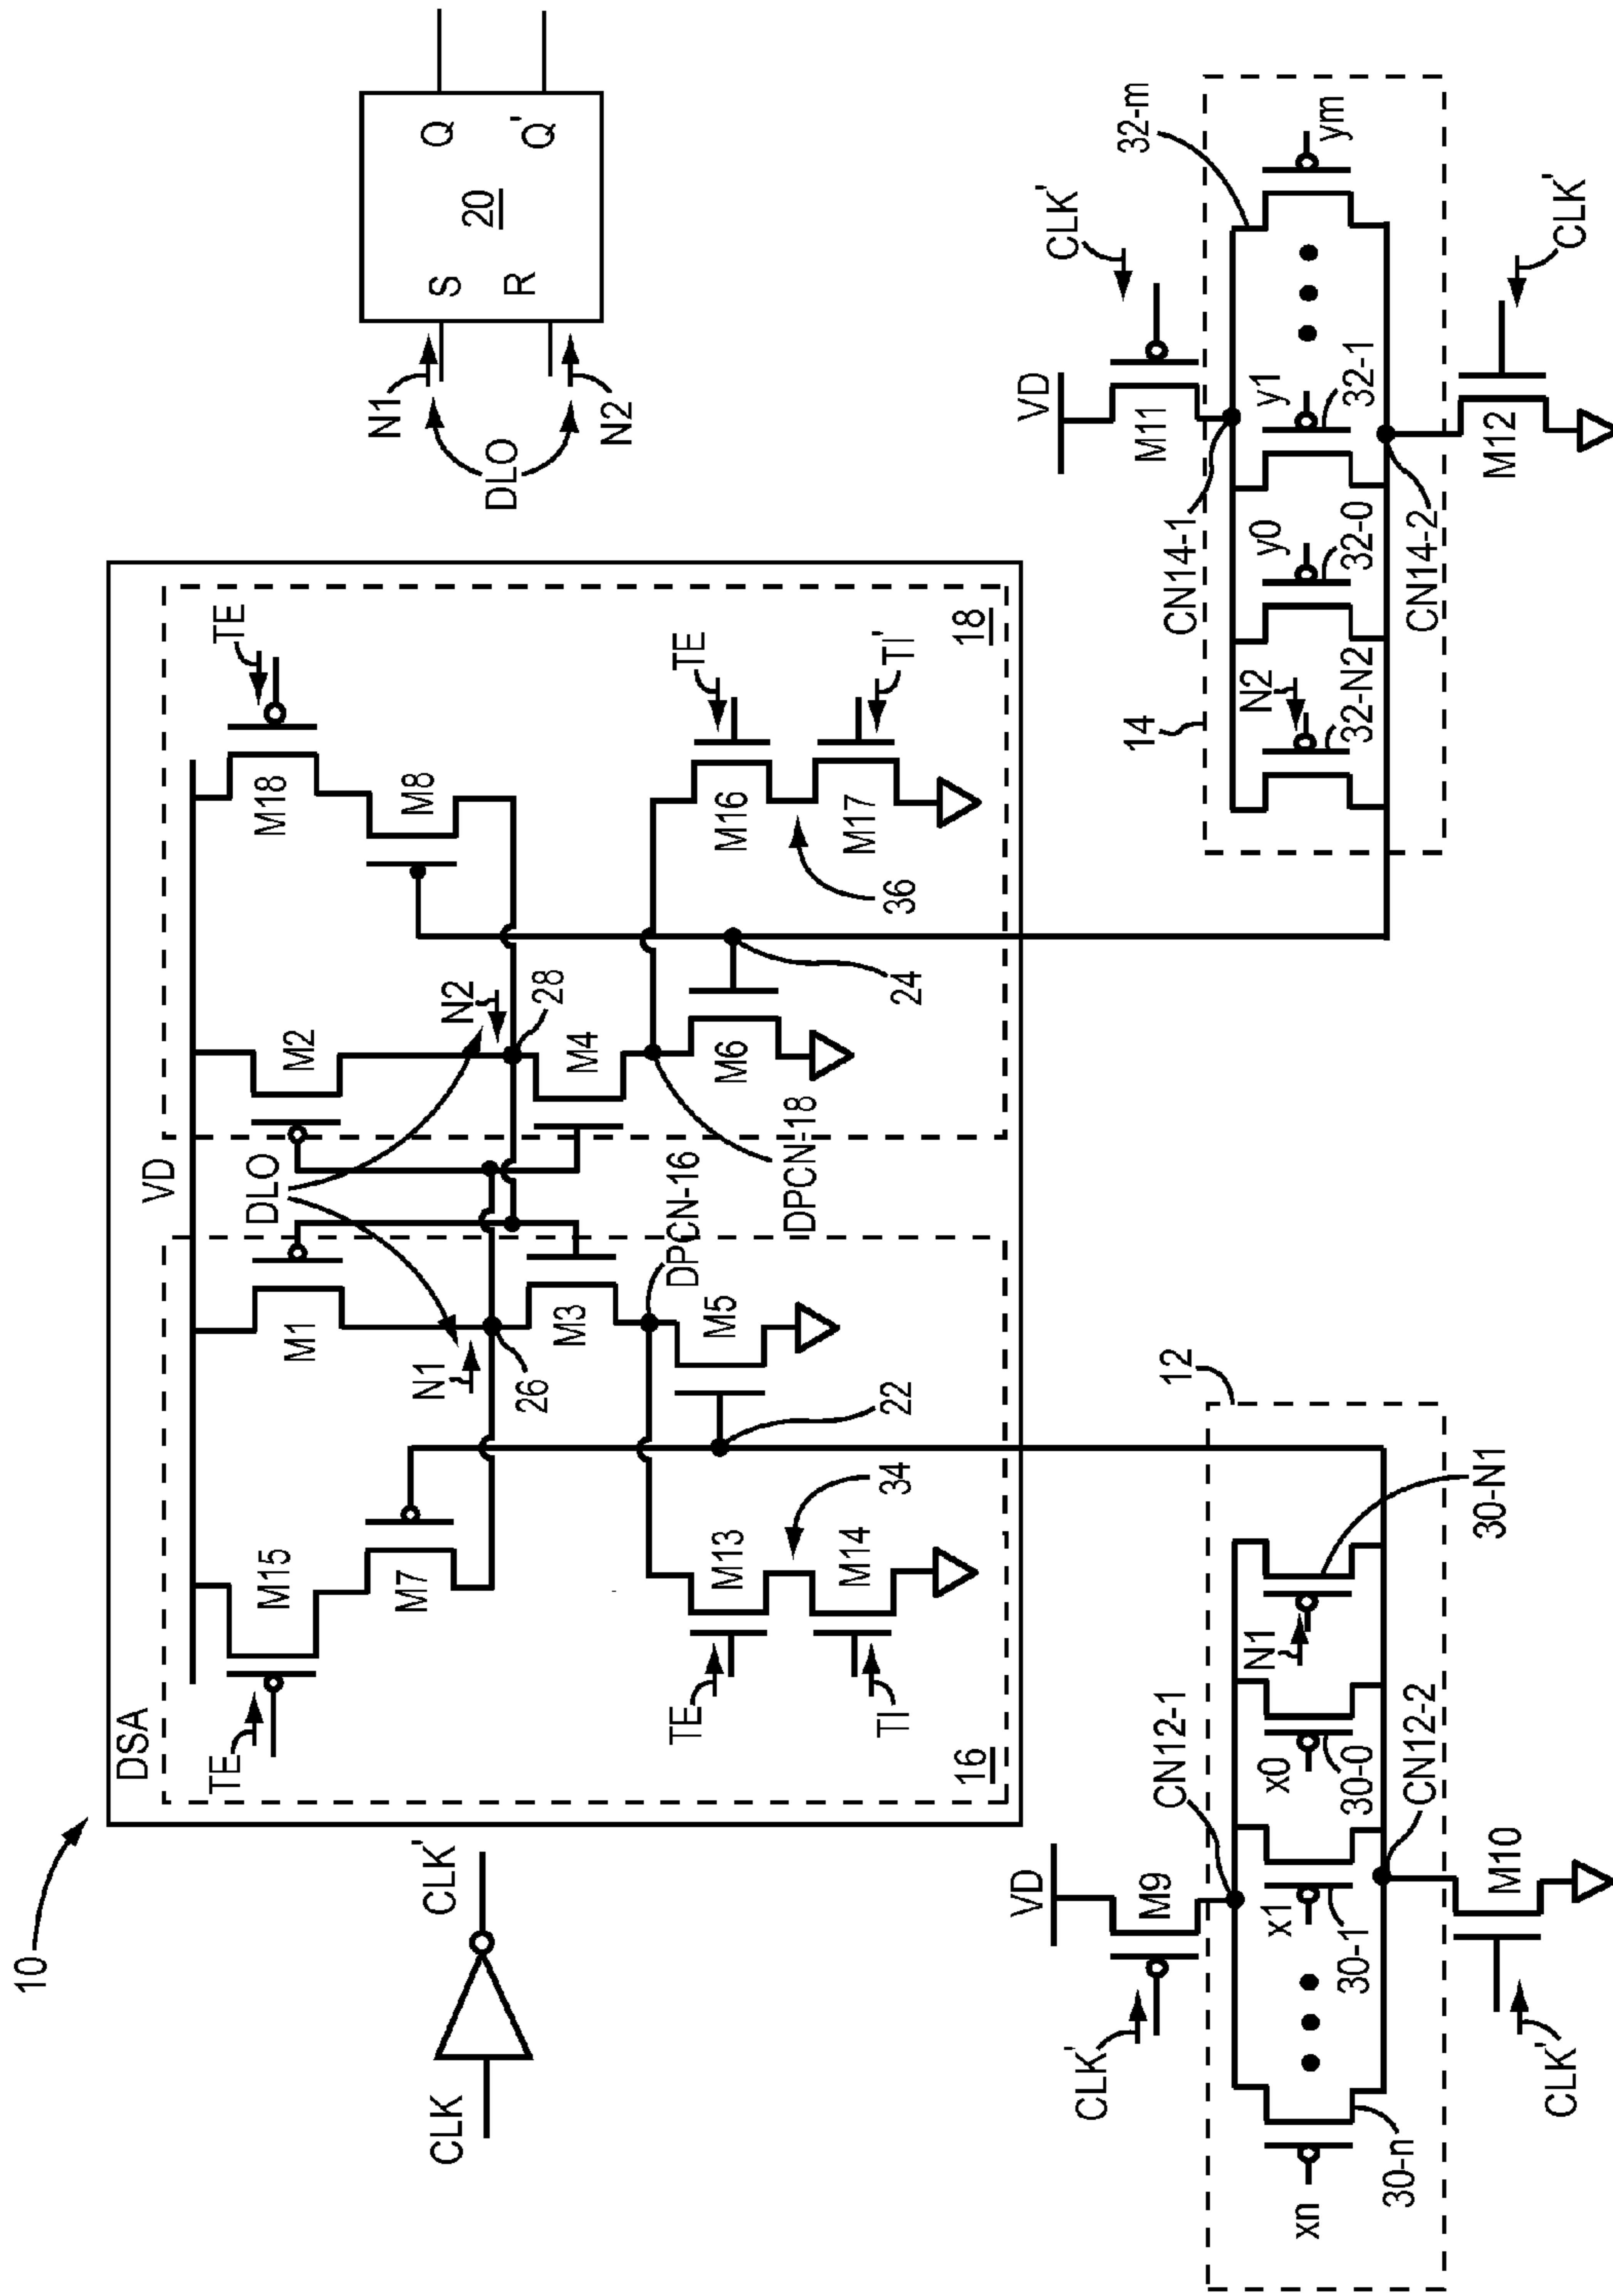 10
CLK
CLK'
DSA
VD
TE
M15
M7
M1
M2
M18
TE
M8
DLO
N1
26
N2
28
M3
M4
DPCN-16
DPCN-18
TE
M13
TI
M14
34
M5
22
M6
24
TE
M16
TI'
M17
36
16
18
N1
DLO
N2
S
R
20
Q
Q'
VD
CLK'
M9
CN12-1
12
xn
30-n
x1
30-1
x0
30-0
N1
30-N1
CN12-2
CLK'
M10
VD
CLK'
M11
CN14-1
14
N2
32-N2
y0
32-0
y1
32-1
ym
32-m
CN14-2
M12
CLK'